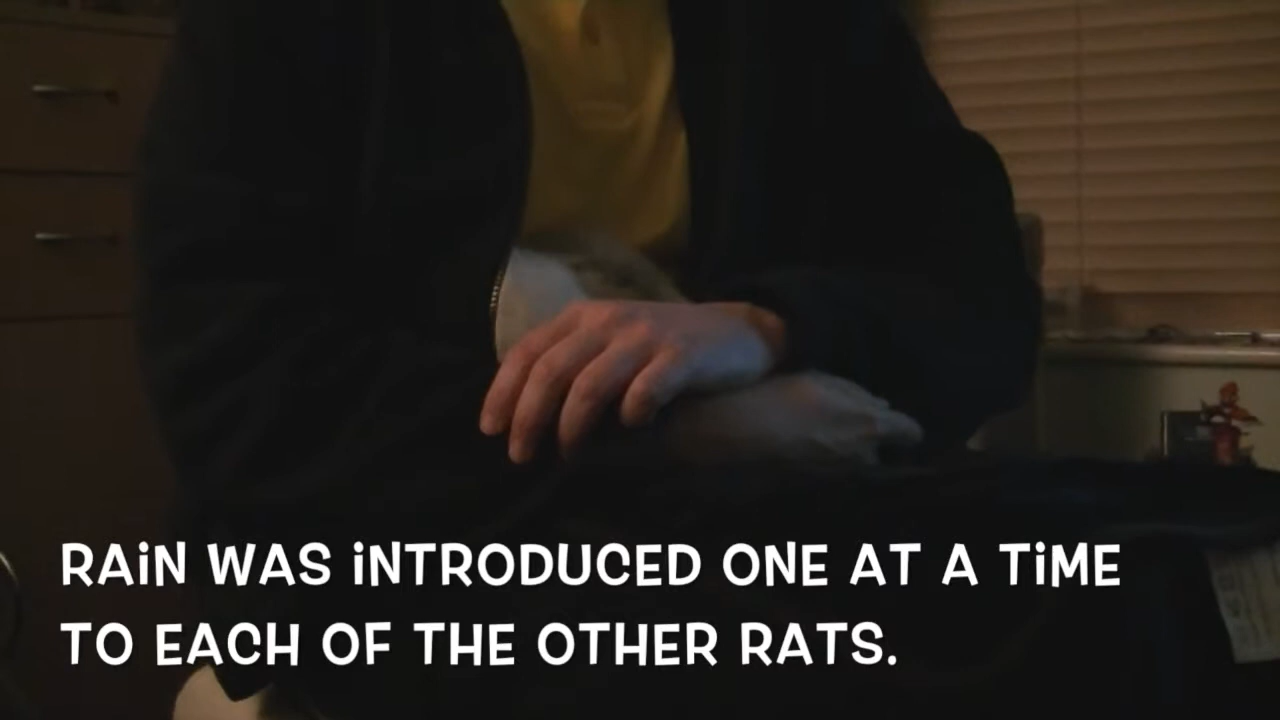 RAiN WAS iNTRODUCED ONE AT A TiME
TO EACH OF THE OTHER RATS.